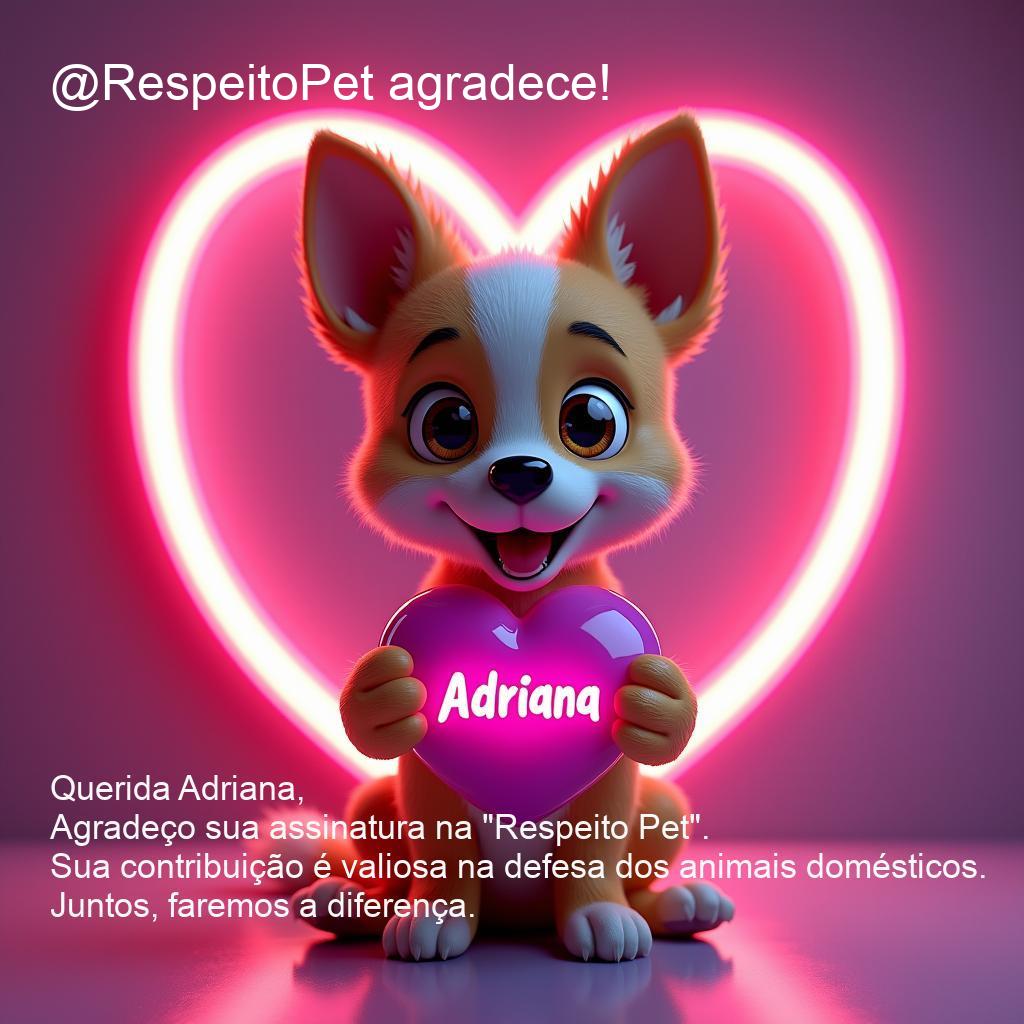 @RespeitoPet agradece!
Adriana
Querida Adriana,
Agradeço sua assinatura na "Respeito Pet".
Sua contribuição é valiosa na defesa dos animais domésticos.
Juntos, faremos a diferença.